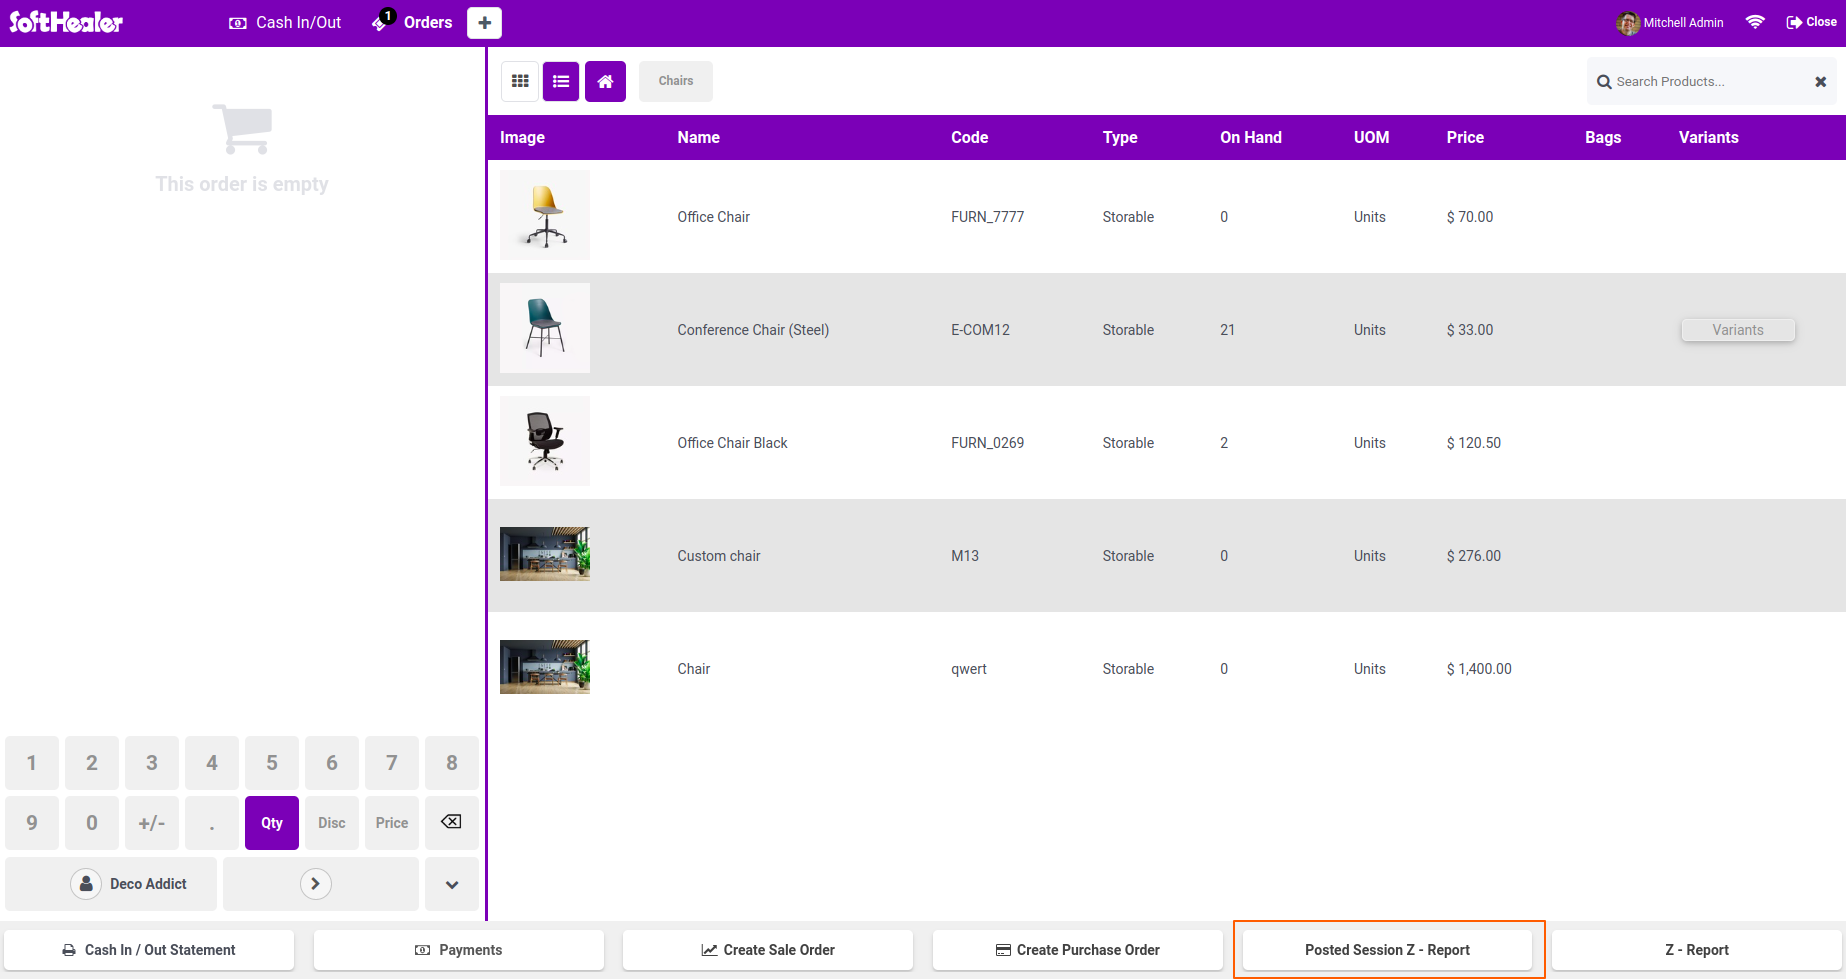 SoftHealer
Cash In/Out
1
Orders
Mitchell Admin
Close
This order is empty
Chairs
Search Products...
Image Name Code Type On Hand UOM Price Bags Variants
Office Chair FURN_7777 Storable 0 Units $ 70.00
Conference Chair (Steel) E-COM12 Storable 21 Units $ 33.00 Variants
Office Chair Black FURN_0269 Storable 2 Units $ 120.50
Custom chair M13 Storable 0 Units $ 276.00
Chair qwert Storable 0 Units $ 1,400.00
1 2 3 4 5 6 7 8
9 0 +/- . Qty Disc Price
Deco Addict
Cash In / Out Statement
Payments
Create Sale Order
Create Purchase Order
Posted Session Z - Report
Z - Report